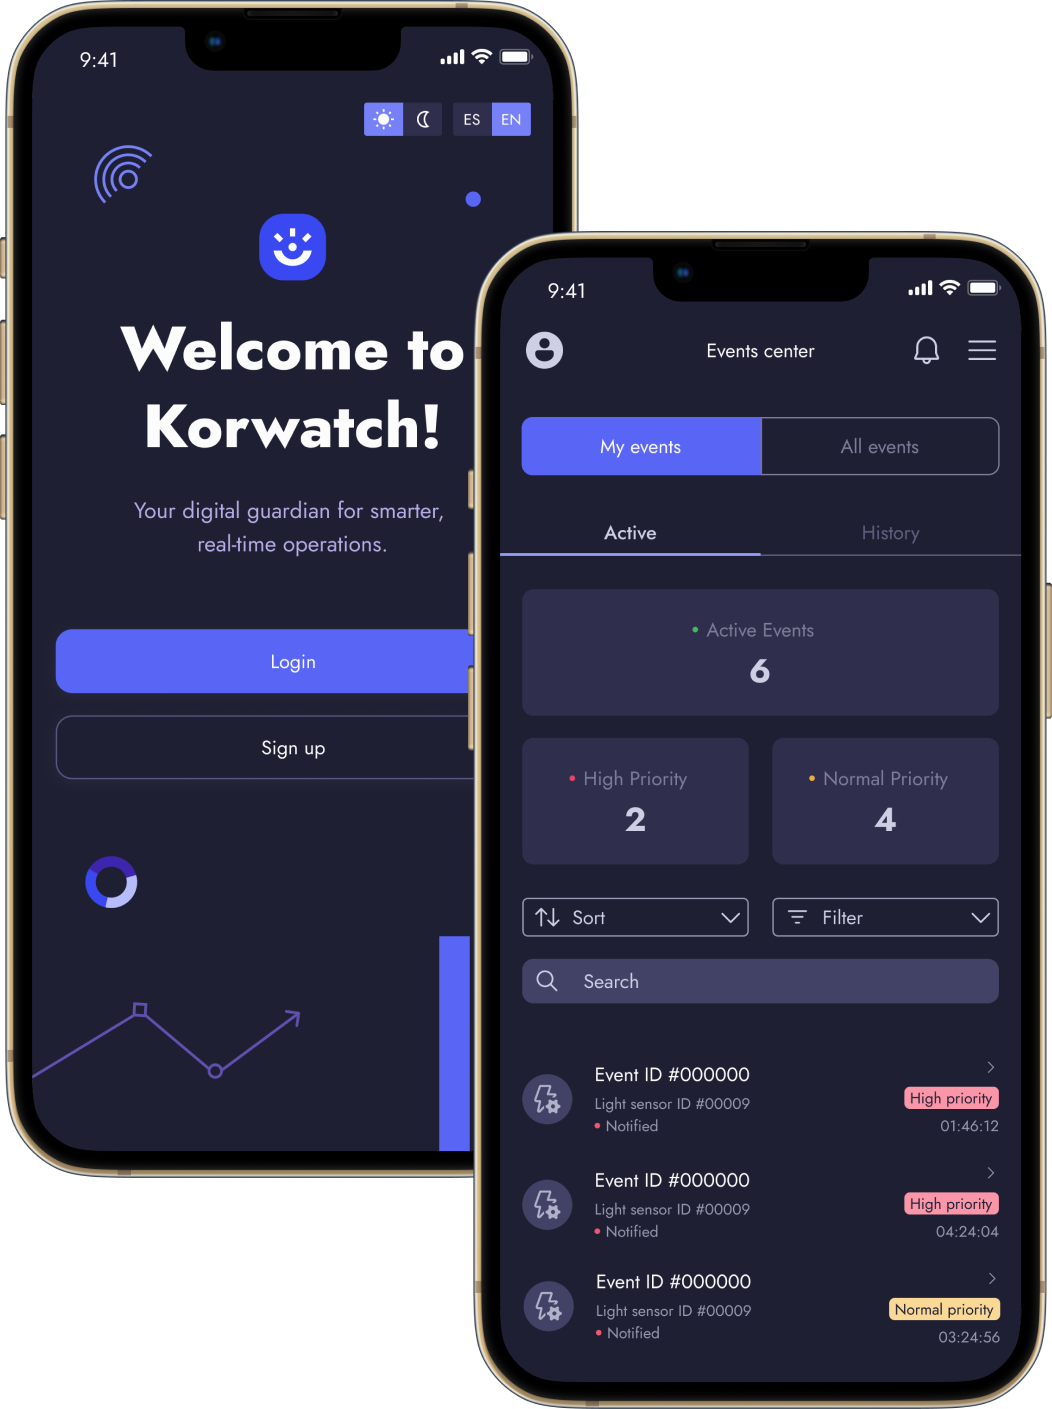 9:41
ES EN
Welcome to
Korwatch!
Your digital guardian for smarter,
real-time operations.
Login
Sign up
9:41
Events center
My events All events
Active History
Active Events
6
High Priority Normal Priority
2 4
Sort Filter
Search
Event ID #000000
Light sensor ID #00009 High priority
Notified 01:46:12
Event ID #000000
Light sensor ID #00009 High priority
Notified 04:24:04
Event ID #000000
Light sensor ID #00009 Normal priority
Notified 03:24:56